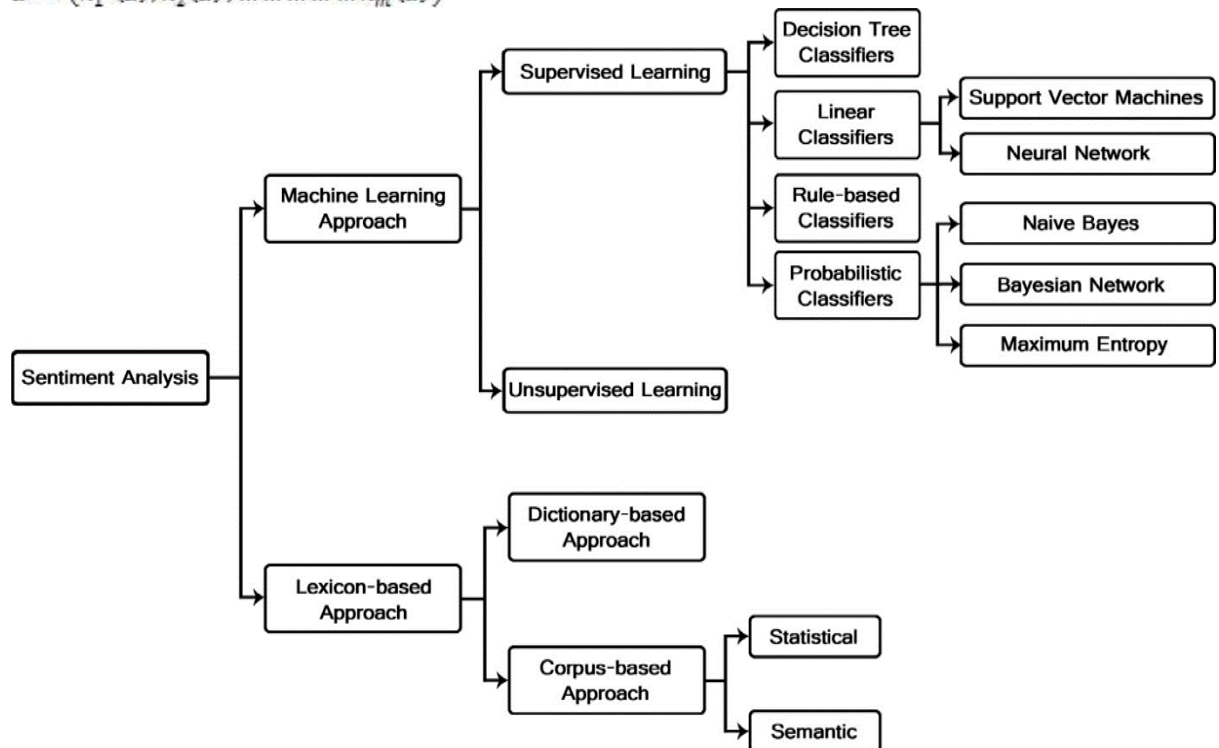 Decision Tree
Classifiers
Supervised Learning
Support Vector Machines
Linear
Classifiers
Neural Network
Machine Learning
Approach
Rule-based
Classifiers
Naive Bayes
Probabilistic
Classifiers
Bayesian Network
Maximum Entropy
Sentiment Analysis
Unsupervised Learning
Dictionary-based
Approach
Lexicon-based
Approach
Statistical
Corpus-based
Approach
Semantic